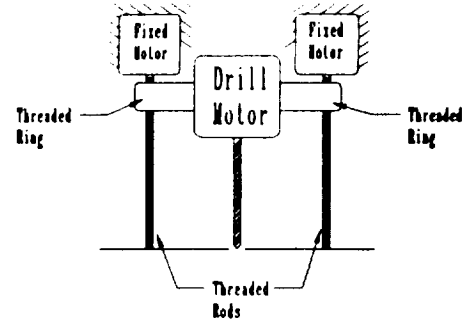 Fixed
Motor
Fixed
Motor
Drill
Motor
Threaded
Ring
Threaded
Ring
Threaded
Rods